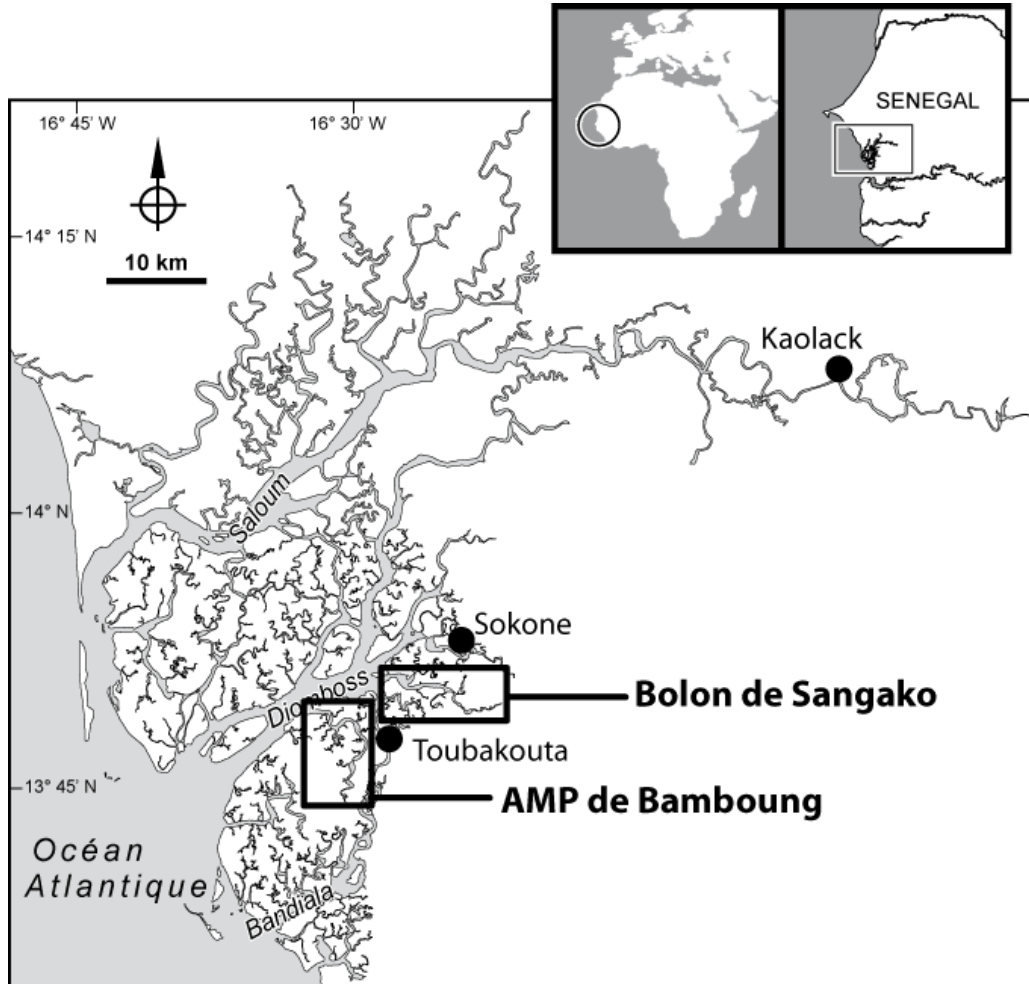 SENEGAL
16° 45' W
16° 30' W
14° 15' N
10 km
Kaolack
14° N
Saloum
Sokone
Diomboss
Bolon de Sangako
Toubakouta
13° 45' N
AMP de Bamboung
Océan
Atlantique
Bandiala